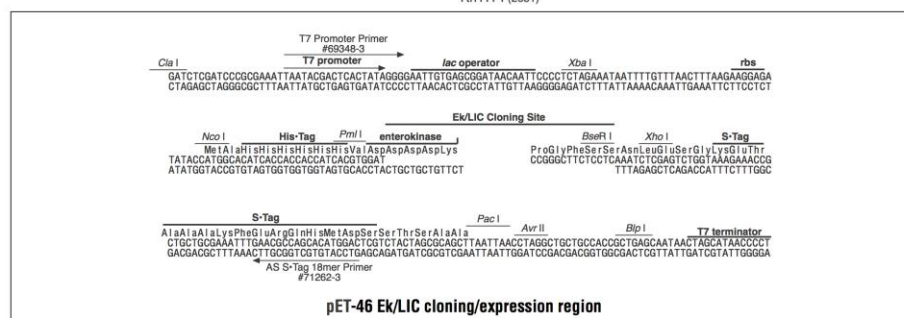 T7 Promoter Primer
#69348-3
Cla I T7 promoter lac operator Xba I rbs
GATCTCGATCCCGCGAAATTAATACGACTCACTATAGGGGAATTGTGAGCGGATAACAATTCCCCTCTAGAAATAATTTTGTTTAACTTTAAGAAGGAGA
CTAGAGCTAGGGCGCTTTAATTATGCTGAGTGATATCCCCTTAACACTCGCCTATTGTTAAGGGGAGATCTTTATTAAAACAAATTGAAATTCTTCCTCT
Ek/LIC Cloning Site
Nco I His•Tag Pml I enterokinase BseR I Xho I S•Tag
MetAlaHisHisHisHisHisHisValAspAspAspAspLys ProGlyPheSerSerAsnLeuGluSerGlyLysGluThr
TATACCATGGCACATCACCACCACCATCACGTGGAT CCGGGCTTCTCCTCAAATCTCGAGTCTGGTAAAGAAACCG
ATATGGTACCGTGTAGTGGTGGTGGTAGTGCACCTACTGCTGCTGTTCT TTTAGAGCTCAGACCATTTCTTTGGC
S•Tag Pac I Avr II Blp I T7 terminator
AlaAlaAlaLysPheGluArgGlnHisMetAspSerSerThrSerAlaAla
CTGCTGCGAAATTTGAACGCCAGCACATGGACTCGTCTACTAGCGCAGCTTAATTAACCTAGGCTGCTGCCACCGCTGAGCAATAACTAGCATAACCCCT
GACGACGCTTTAAACTTGCGGTCGTGTACCTGAGCAGATGATCGCGTCGAATTAATTGGATCCGACGACGGTGGCGACTCGTTATTGATCGTATTGGGGA
AS S•Tag 18mer Primer
#71262-3
pET-46 Ek/LIC cloning/expression region